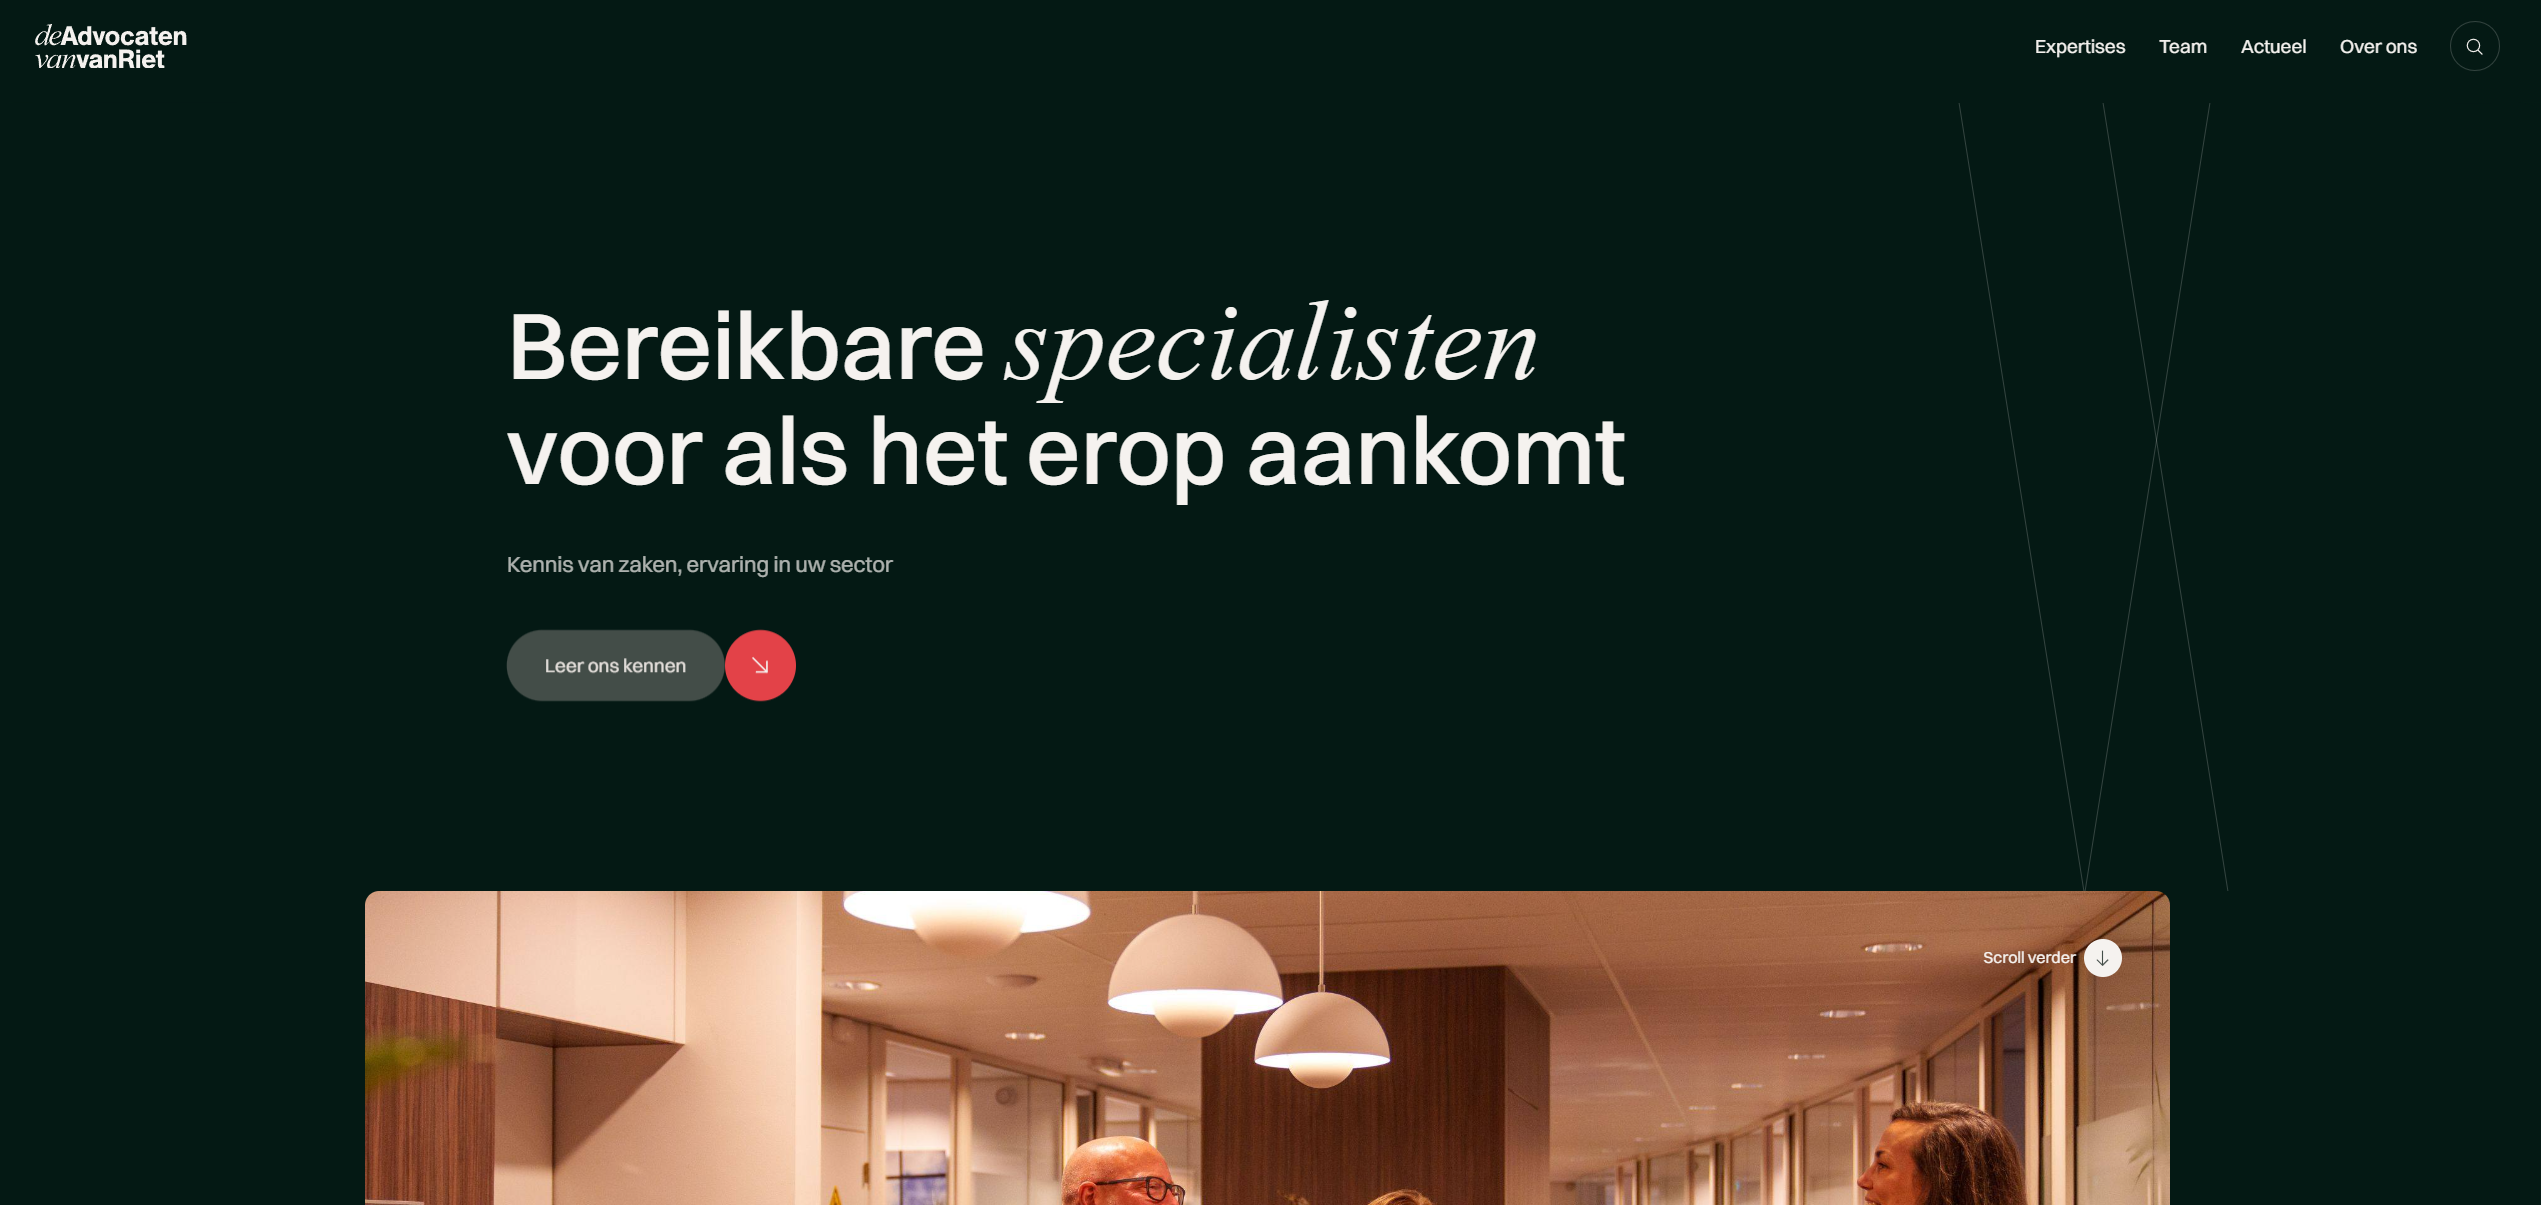 deAdvocaten
vanvanRiet
Expertises
Team
Actueel
Over ons
Bereikbare specialisten
voor als het erop aankomt
Kennis van zaken, ervaring in uw sector
Leer ons kennen
Scroll verder